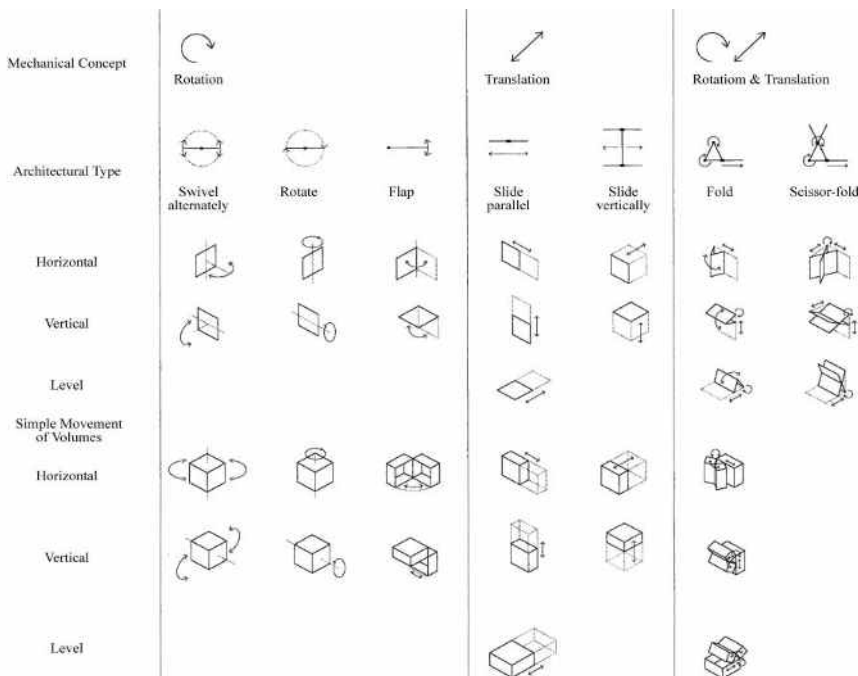 Mechanical Concept
Rotation
Translation
Rotatiom & Translation
Architectural Type
Swivel
alternately
Rotate
Flap
Slide
parallel
Slide
vertically
Fold
Scissor-fold
Horizontal
Vertical
Level
Simple Movement
of Volumes
Horizontal
Vertical
Level